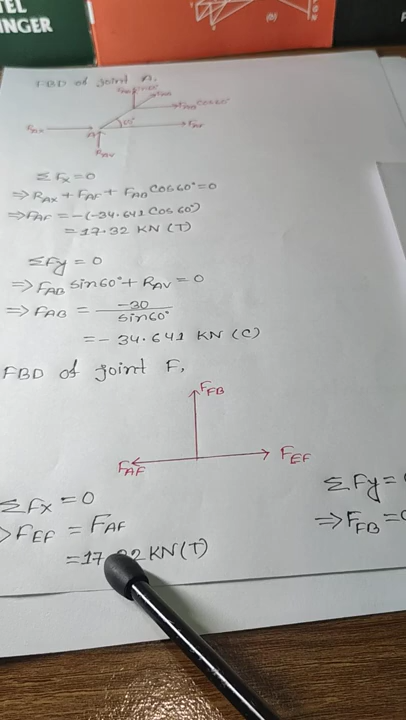 TEL
INGER
(b)
FBD of joint A,
60°
FAB Cos60°
RAX
A
FAF
RAV
ΣFx=0
⇒RAX + FAF + FAB Cos60°=0
⇒FAF = -(-34.641 Cos 60°)
=17.32 KN (T)
ΣFy = 0
⇒FAB sin60° + RAV = 0
⇒FAB = -30/sin60°
=- 34.641 KN (C)
FBD of joint F,
FFB
FAF
FEF
ΣFx = 0
⇒FEF = FAF
ΣFy=
⇒FFB=
KN(T)